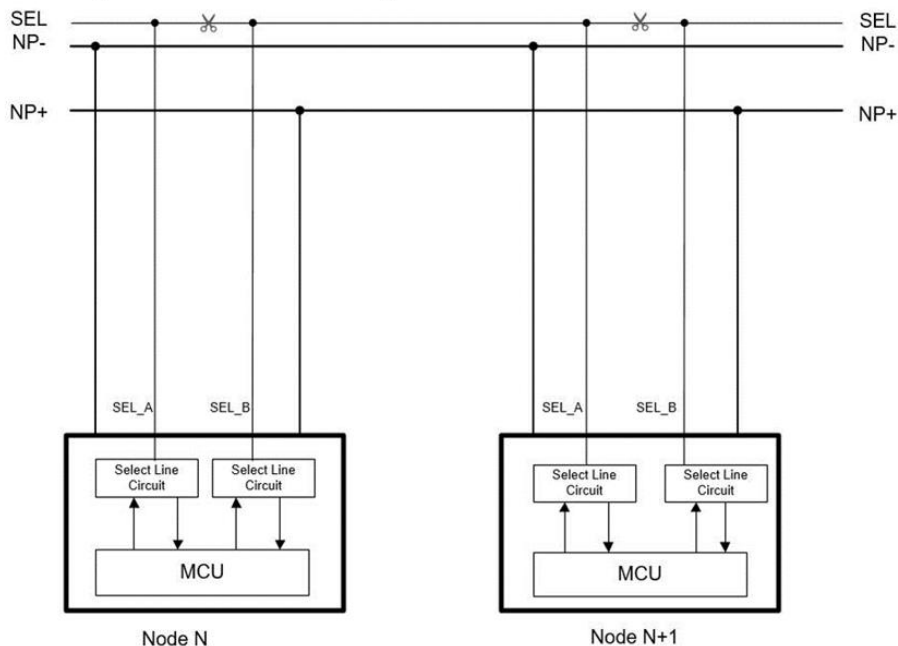 SEL SEL
NP- NP-
NP+ NP+
SEL_A SEL_B SEL_A SEL_B
Select Line
Circuit
Select Line
Circuit
Select Line
Circuit
Select Line
Circuit
MCU MCU
Node N Node N+1